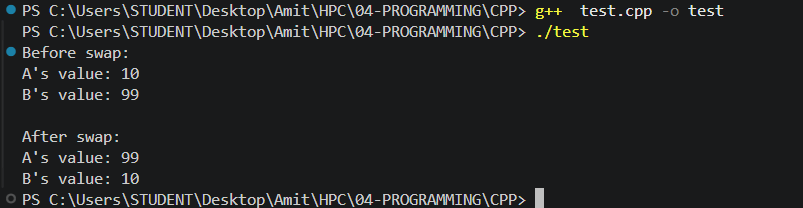 PS C:\Users\STUDENT\Desktop\Amit\HPC\04-PROGRAMMING\CPP> g++  test.cpp -o test
PS C:\Users\STUDENT\Desktop\Amit\HPC\04-PROGRAMMING\CPP> ./test
Before swap:
A's value: 10
B's value: 99

After swap:
A's value: 99
B's value: 10
PS C:\Users\STUDENT\Desktop\Amit\HPC\04-PROGRAMMING\CPP>